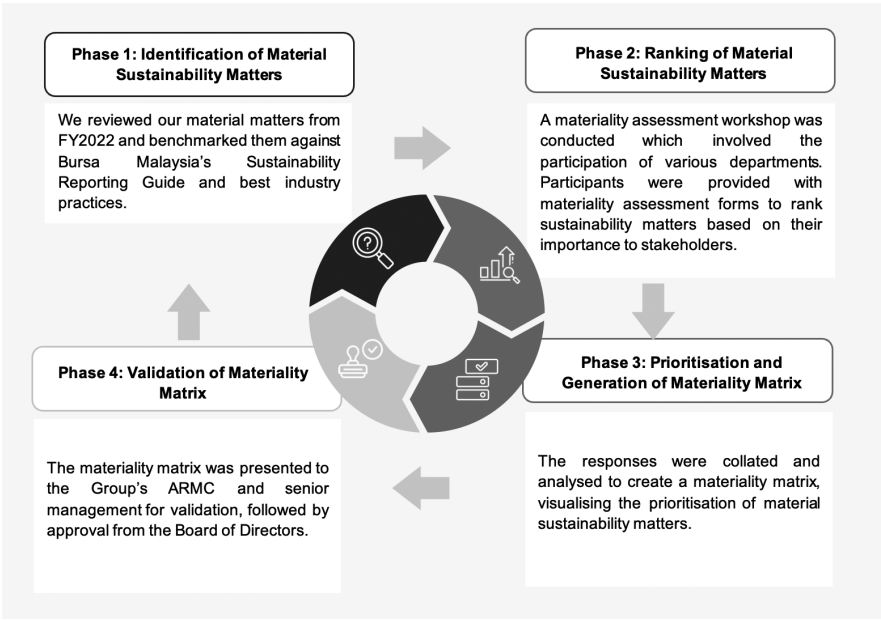 Phase 1: Identification of Material
Sustainability Matters
We reviewed our material matters from
FY2022 and benchmarked them against
Bursa Malaysia's Sustainability
Reporting Guide and best industry
practices.
Phase 2: Ranking of Material
Sustainability Matters
A materiality assessment workshop was
conducted which involved the
participation of various departments.
Participants were provided with
materiality assessment forms to rank
sustainability matters based on their
importance to stakeholders.
Phase 3: Prioritisation and
Generation of Materiality Matrix
The responses were collated and
analysed to create a materiality matrix,
visualising the prioritisation of material
sustainability matters.
Phase 4: Validation of Materiality
Matrix
The materiality matrix was presented to
the Group's ARMC and senior
management for validation, followed by
approval from the Board of Directors.